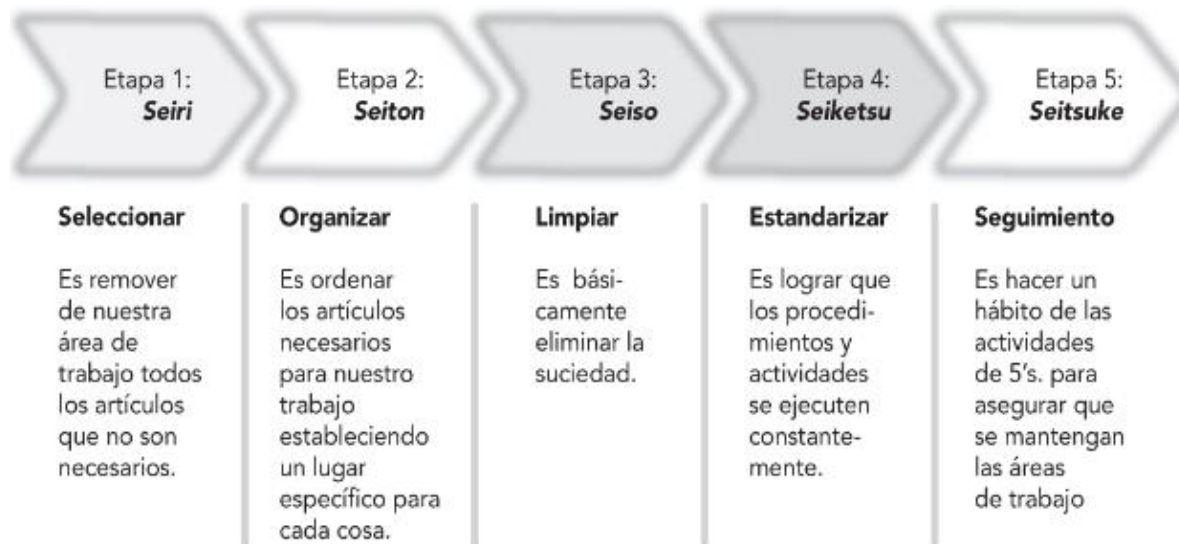 Etapa 1:
Seiri
Etapa 2:
Seiton
Etapa 3:
Seiso
Etapa 4:
Seiketsu
Etapa 5:
Seitsuke
Seleccionar
Es remover
de nuestra
área de
trabajo todos
los artículos
que no son
necesarios.
Organizar
Es ordenar
los artículos
necesarios
para nuestro
trabajo
estableciendo
un lugar
específico para
cada cosa.
Limpiar
Es bási-
camente
eliminar la
suciedad.
Estandarizar
Es lograr que
los procedi-
mientos y
actividades
se ejecuten
constante-
mente.
Seguimiento
Es hacer un
hábito de las
actividades
de 5's. para
asegurar que
se mantengan
las áreas
de trabajo